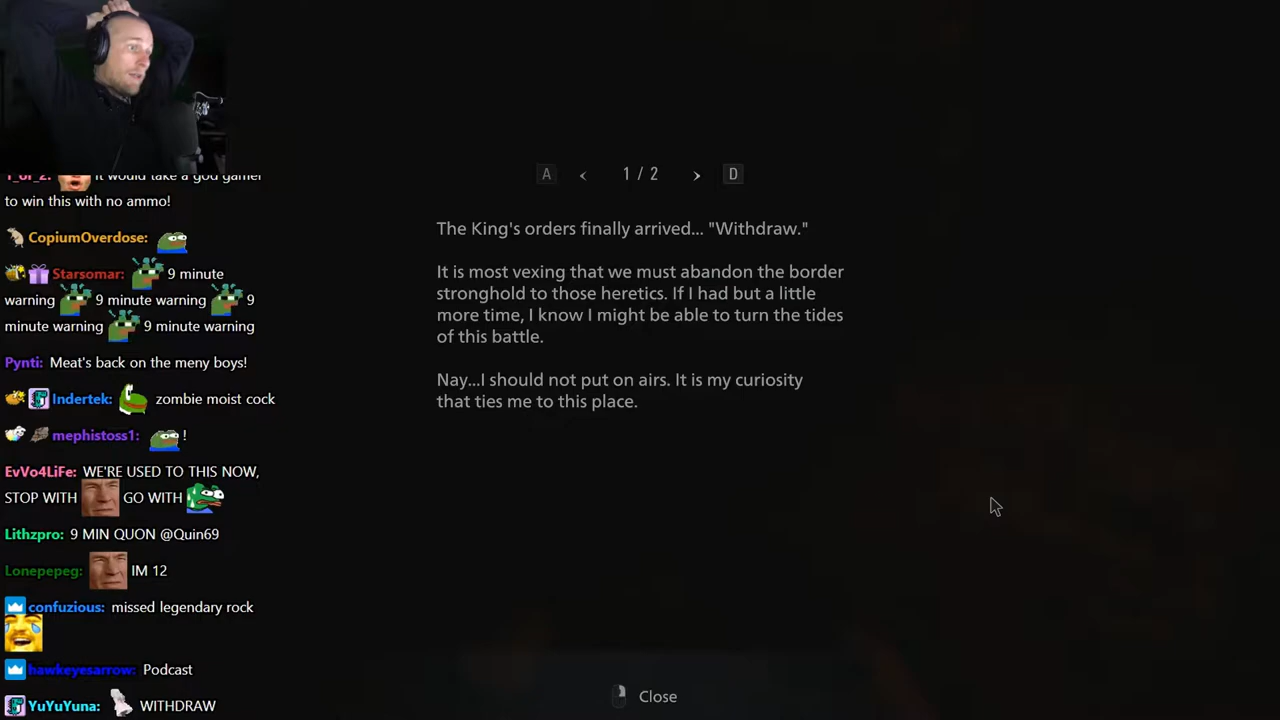 T_or_2: It would take a god gamer
to win this with no ammo!
CopiumOverdose:
Starsomar: 9 minute
warning 9 minute warning 9
minute warning 9 minute warning
Pynti: Meat's back on the meny boys!
Indertek: zombie moist cock
mephistoss1: !
EvVo4LiFe: WE'RE USED TO THIS NOW,
STOP WITH GO WITH
Lithzpro: 9 MIN QUON @Quin69
Lonepepeg: IM 12
confuzious: missed legendary rock
hawkeyesarrow: Podcast
YuYuYuna: WITHDRAW
A < 1 / 2 > D
The King's orders finally arrived... "Withdraw."
It is most vexing that we must abandon the border
stronghold to those heretics. If I had but a little
more time, I know I might be able to turn the tides
of this battle.
Nay...I should not put on airs. It is my curiosity
that ties me to this place.
Close